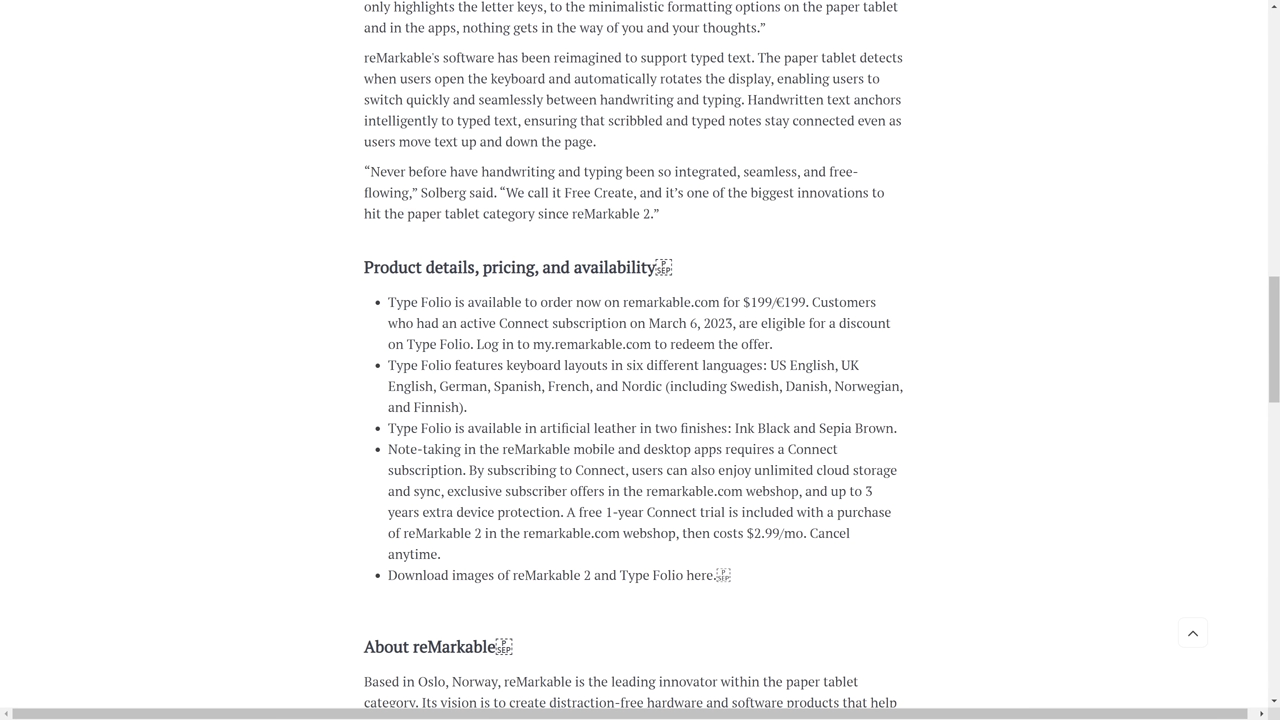 only highlights the letter keys, to the minimalistic formatting options on the paper tablet
and in the apps, nothing gets in the way of you and your thoughts.”
reMarkable's software has been reimagined to support typed text. The paper tablet detects
when users open the keyboard and automatically rotates the display, enabling users to
switch quickly and seamlessly between handwriting and typing. Handwritten text anchors
intelligently to typed text, ensuring that scribbled and typed notes stay connected even as
users move text up and down the page.
“Never before have handwriting and typing been so integrated, seamless, and free-
flowing,” Solberg said. “We call it Free Create, and it’s one of the biggest innovations to
hit the paper tablet category since reMarkable 2.”
Product details, pricing, and availability
• Type Folio is available to order now on remarkable.com for $199/€199. Customers
who had an active Connect subscription on March 6, 2023, are eligible for a discount
on Type Folio. Log in to my.remarkable.com to redeem the offer.
• Type Folio features keyboard layouts in six different languages: US English, UK
English, German, Spanish, French, and Nordic (including Swedish, Danish, Norwegian,
and Finnish).
• Type Folio is available in artificial leather in two finishes: Ink Black and Sepia Brown.
• Note-taking in the reMarkable mobile and desktop apps requires a Connect
subscription. By subscribing to Connect, users can also enjoy unlimited cloud storage
and sync, exclusive subscriber offers in the remarkable.com webshop, and up to 3
years extra device protection. A free 1-year Connect trial is included with a purchase
of reMarkable 2 in the remarkable.com webshop, then costs $2.99/mo. Cancel
anytime.
• Download images of reMarkable 2 and Type Folio here.
About reMarkable
Based in Oslo, Norway, reMarkable is the leading innovator within the paper tablet
category. Its vision is to create distraction-free hardware and software products that help